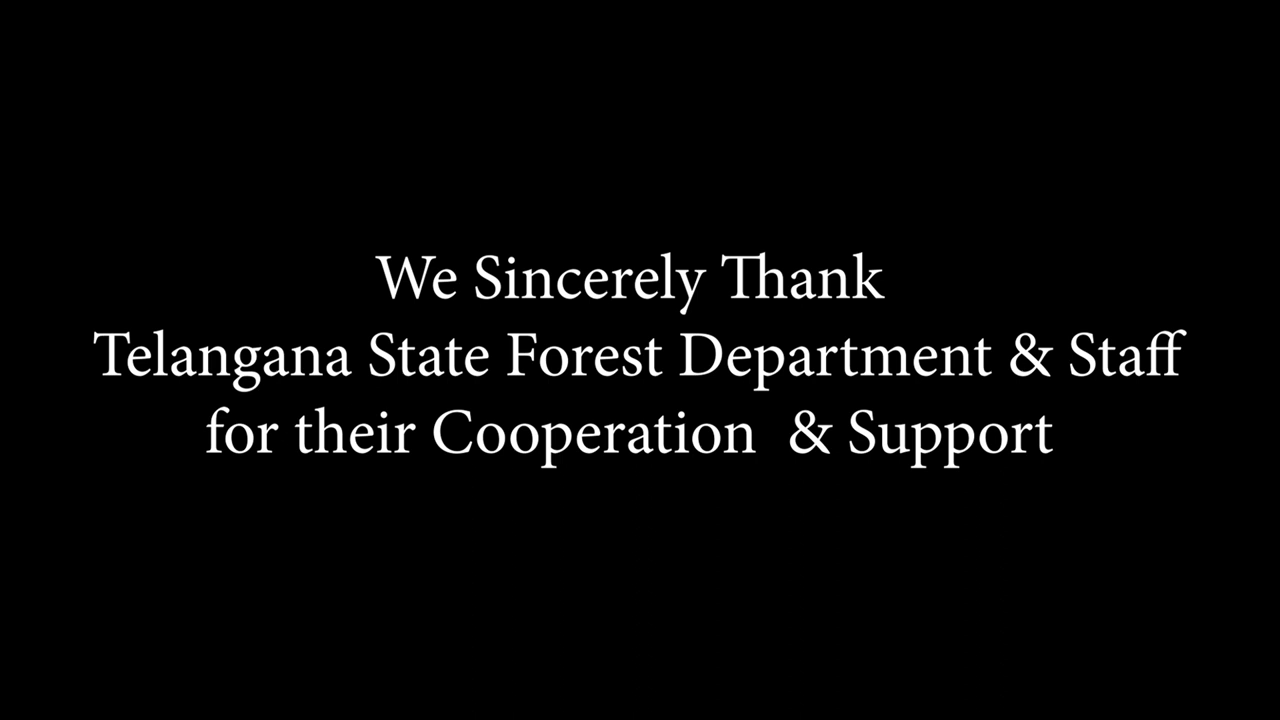 We Sincerely Thank
Telangana State Forest Department & Staff
for their Cooperation  & Support